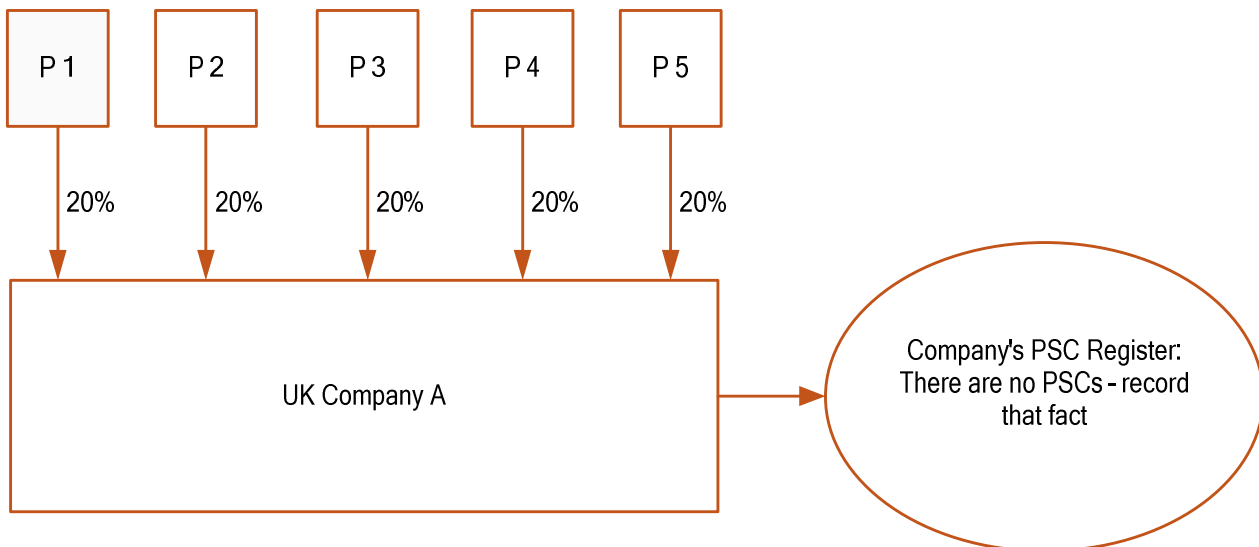 P 1
P 2
P 3
P 4
P 5
20%
20%
20%
20%
20%
UK Company A
Company's PSC Register:
There are no PSCs - record
that fact